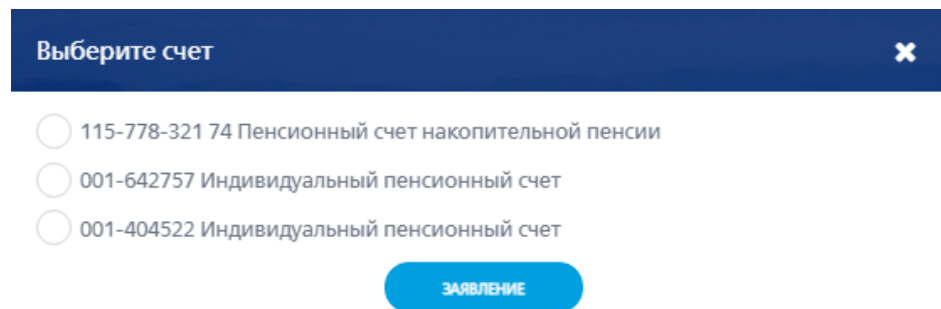 Выберите счет
115-778-321 74 Пенсионный счет накопительной пенсии
001-642757 Индивидуальный пенсионный счет
001-404522 Индивидуальный пенсионный счет
ЗАЯВЛЕНИЕ